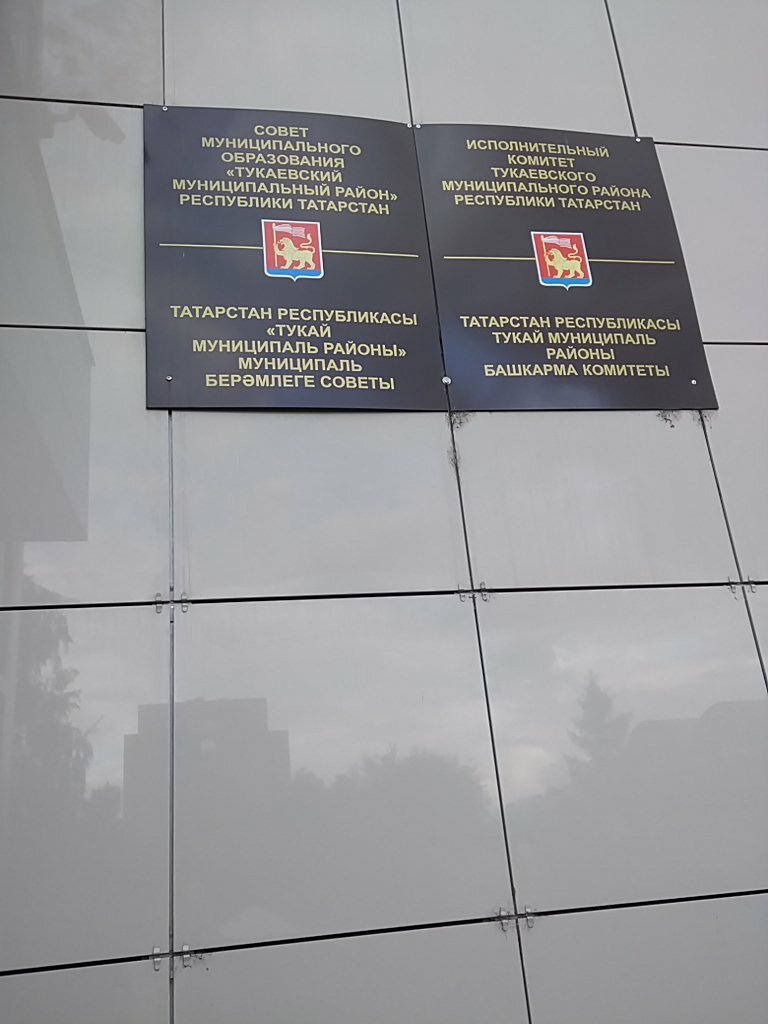 СОВЕТ
МУНИЦИПАЛЬНОГО
ОБРАЗОВАНИЯ
«ТУКАЕВСКИЙ
МУНИЦИПАЛЬНЫЙ РАЙОН»
РЕСПУБЛИКИ ТАТАРСТАН
ТАТАРСТАН РЕСПУБЛИКАСЫ
«ТУКАЙ
МУНИЦИПАЛЬ РАЙОНЫ»
МУНИЦИПАЛЬ
БЕРӘМЛЕГЕ СОВЕТЫ
ИСПОЛНИТЕЛЬНЫЙ
КОМИТЕТ
ТУКАЕВСКОГО
МУНИЦИПАЛЬНОГО РАЙОНА
РЕСПУБЛИКИ ТАТАРСТАН
ТАТАРСТАН РЕСПУБЛИКАСЫ
ТУКАЙ МУНИЦИПАЛЬ
РАЙОНЫ
БАШКАРМА КОМИТЕТЫ